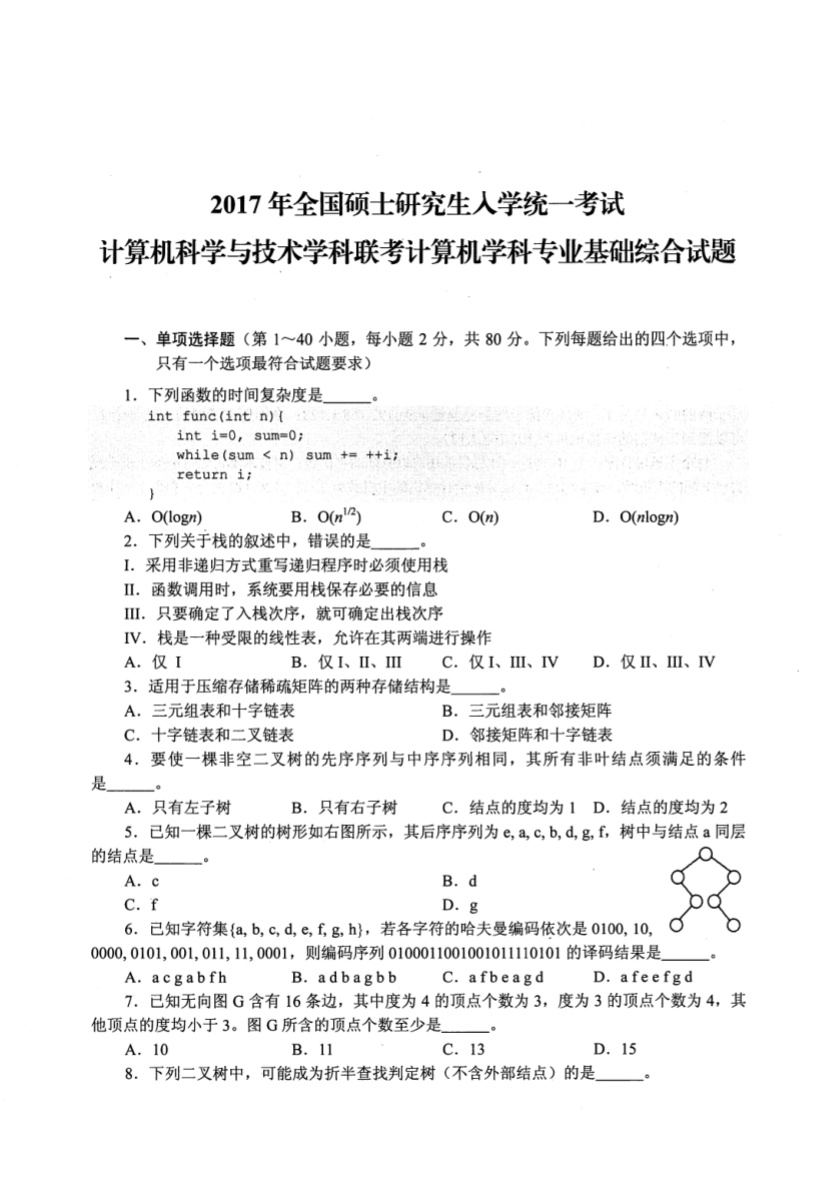 2017 年全国硕士研究生入学统一考试
计算机科学与技术学科联考计算机学科专业基础综合试题
一、单项选择题（第 1～40 小题，每小题 2 分，共 80 分。下列每题给出的四个选项中，
只有一个选项最符合试题要求）
1．下列函数的时间复杂度是______。
int func(int n){
int i=0, sum=0;
while(sum < n) sum += ++i;
return i;
}
A．O(logn) B．O(n^{1/2}) C．O(n) D．O(nlogn)
2．下列关于栈的叙述中，错误的是______。
I．采用非递归方式重写递归程序时必须使用栈
II．函数调用时，系统要用栈保存必要的信息
III．只要确定了入栈次序，就可确定出栈次序
IV．栈是一种受限的线性表，允许在其两端进行操作
A．仅 I B．仅 I、II、III C．仅 I、III、IV D．仅 II、III、IV
3．适用于压缩存储稀疏矩阵的两种存储结构是______。
A．三元组表和十字链表 B．三元组表和邻接矩阵
C．十字链表和二叉链表 D．邻接矩阵和十字链表
4．要使一棵非空二叉树的先序序列与中序序列相同，其所有非叶结点须满足的条件
是______。
A．只有左子树 B．只有右子树 C．结点的度均为 1 D．结点的度均为 2
5．已知一棵二叉树的树形如右图所示，其后序序列为 e, a, c, b, d, g, f，树中与结点 a 同层
的结点是______。
A．c B．d
C．f D．g
6．已知字符集{a, b, c, d, e, f, g, h}，若各字符的哈夫曼编码依次是 0100, 10,
0000, 0101, 001, 011, 11, 0001，则编码序列 0100011001001011110101 的译码结果是______。
A．a c g a b f h B．a d b a g b b C．a f b e a g d D．a f e e f g d
7．已知无向图 G 含有 16 条边，其中度为 4 的顶点个数为 3，度为 3 的顶点个数为 4，其
他顶点的度均小于 3。图 G 所含的顶点个数至少是______。
A．10 B．11 C．13 D．15
8．下列二叉树中，可能成为折半查找判定树（不含外部结点）的是______。